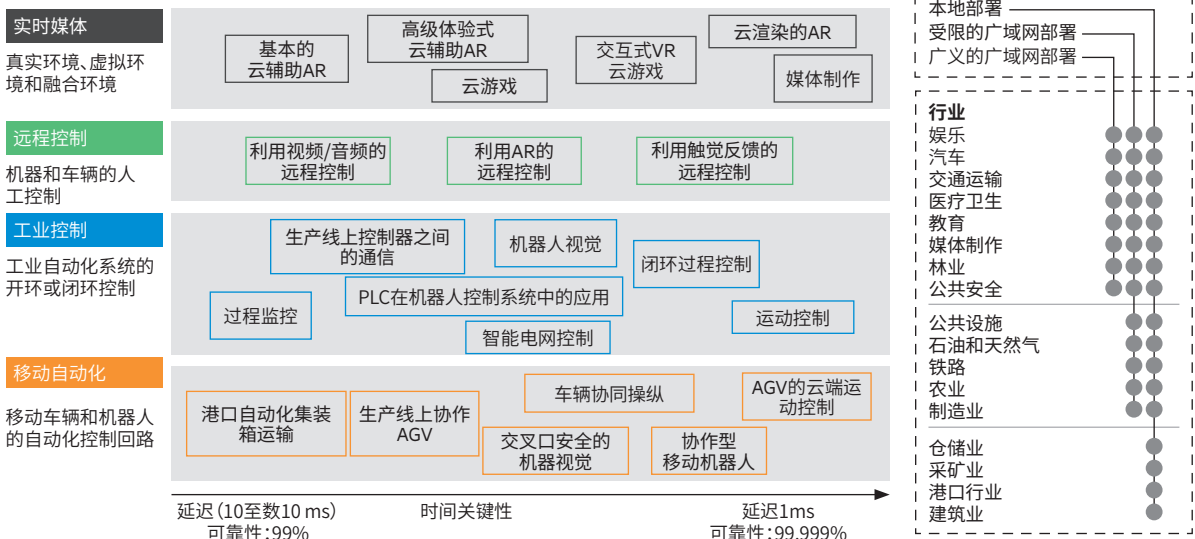 实时媒体
真实环境、虚拟环
境和融合环境
基本的
云辅助AR
高级体验式
云辅助AR
云游戏
交互式VR
云游戏
云渲染的AR
媒体制作
远程控制
机器和车辆的人
工控制
利用视频/音频的
远程控制
利用AR的
远程控制
利用触觉反馈的
远程控制
工业控制
工业自动化系统的
开环或闭环控制
生产线上控制器之间
的通信
机器人视觉
闭环过程控制
PLC在机器人控制系统中的应用
过程监控
智能电网控制
运动控制
移动自动化
移动车辆和机器人
的自动化控制回路
港口自动化集装
箱运输
生产线上协作
AGV
车辆协同操纵
交叉口安全的
机器视觉
协作型
移动机器人
AGV的云端运
动控制
延迟(10至数10 ms)
可靠性:99%
时间关键性
延迟1ms
可靠性:99.999%
本地部署
受限的广域网部署
广义的广域网部署
行业
娱乐
汽车
交通运输
医疗卫生
教育
媒体制作
林业
公共安全
公共设施
石油和天然气
铁路
农业
制造业
仓储业
采矿业
港口行业
建筑业